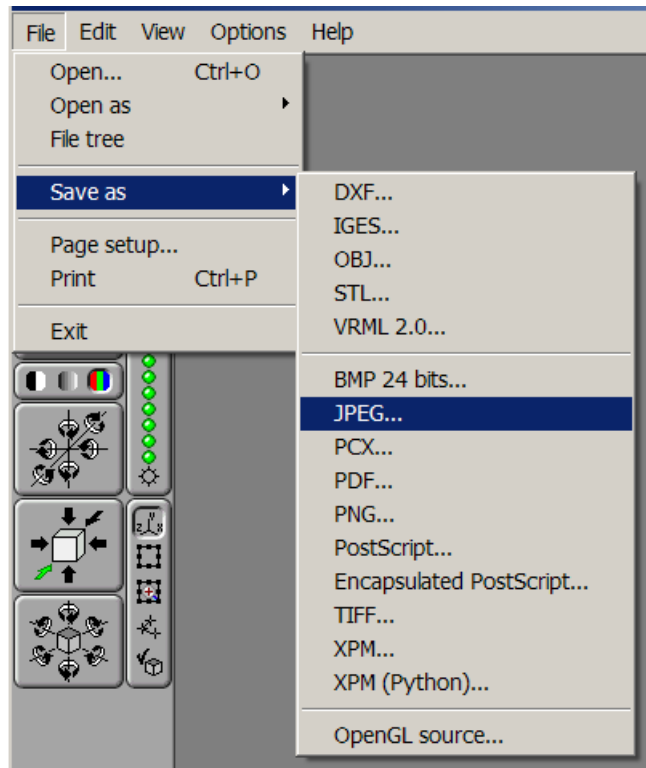 File Edit View Options Help
Open... Ctrl+O
Open as
File tree
Save as
Page setup...
Print Ctrl+P
Exit
DXF...
IGES...
OBJ...
STL...
VRML 2.0...
BMP 24 bits...
JPEG...
PCX...
PDF...
PNG...
PostScript...
Encapsulated PostScript...
TIFF...
XPM...
XPM (Python)...
OpenGL source...